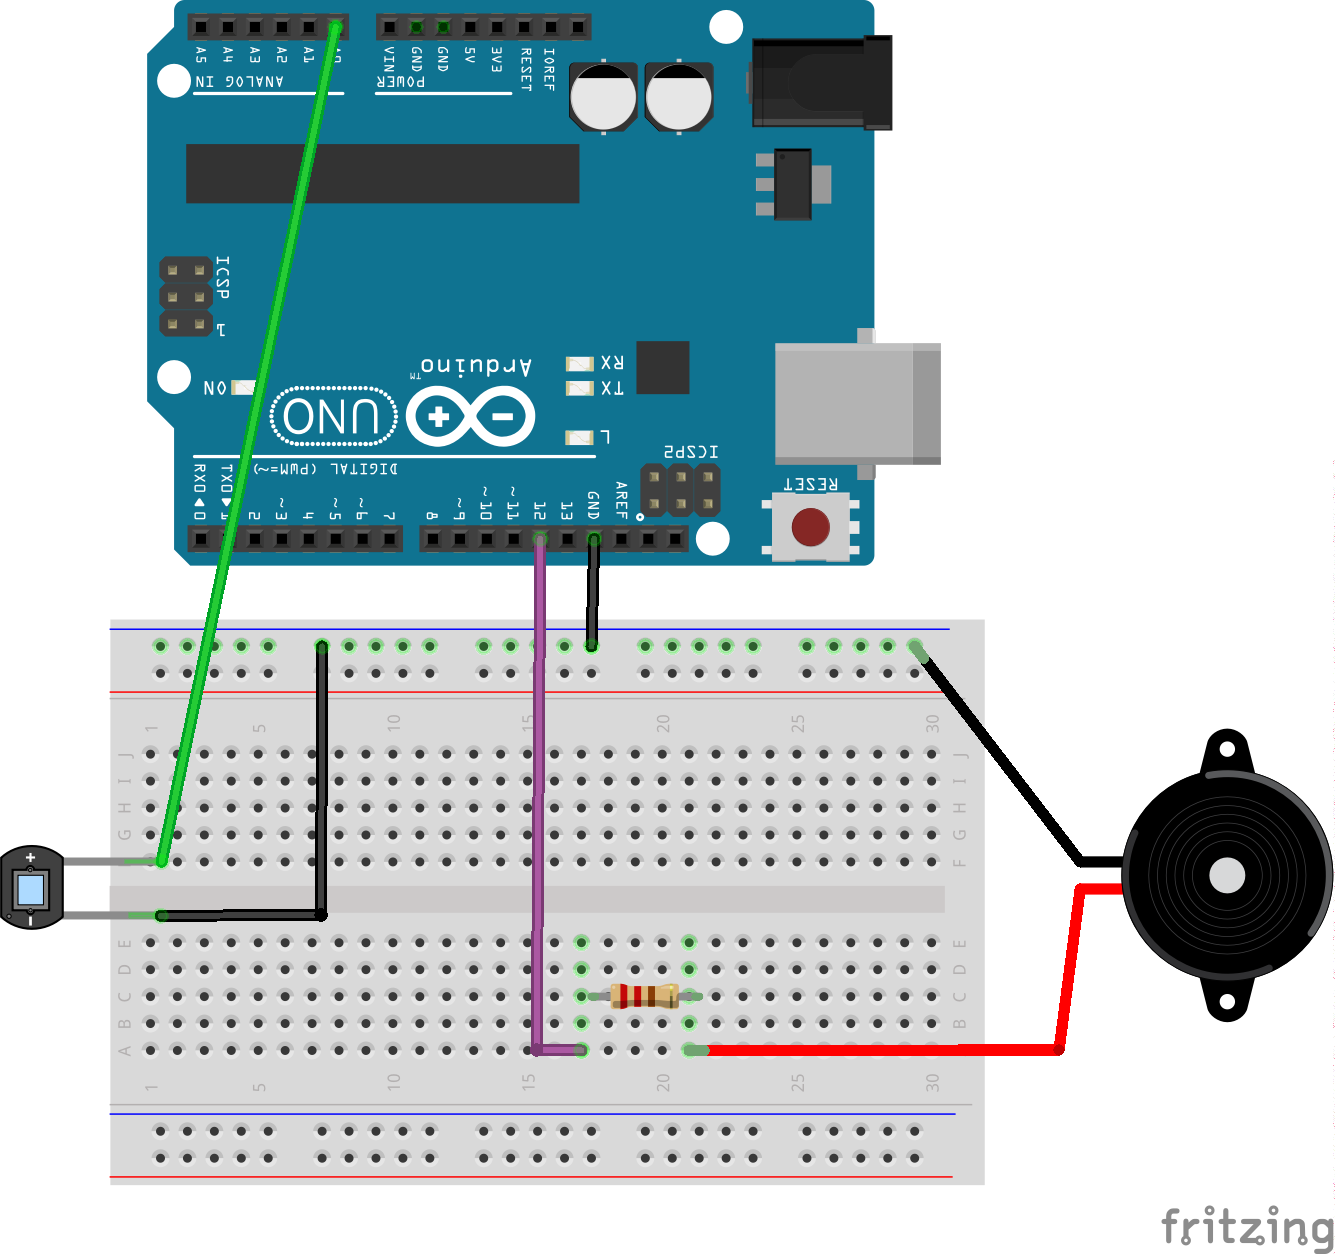 A5 A4 A3 A2 A1 A0 VIN GND GND 5V 3V3 RESET IOREF
ANALOG IN POWER
ICSP
1
Arduino™
RX
TX
ON
UNO
+ -
L
DIGITAL (PWM=~)
ICSP2
RESET
RX0◀0 TX0▶1 2 ~3 4 ~5 ~6 7 8 ~9 ~10 ~11 12 13 GND AREF
1 5 10 15 20 25 30
J J
I I
H H
G G
F F
+
-
E E
D D
C C
B B
A A
1 5 10 15 20 25 30
fritzing